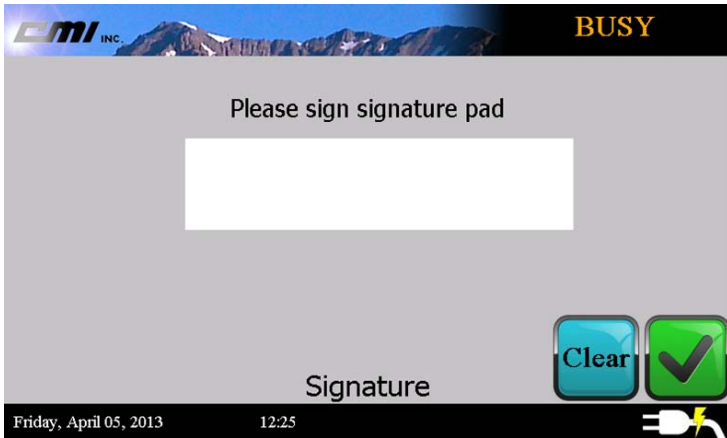 CMI INC.
BUSY
Please sign signature pad
Clear
Signature
Friday, April 05, 2013 12:25